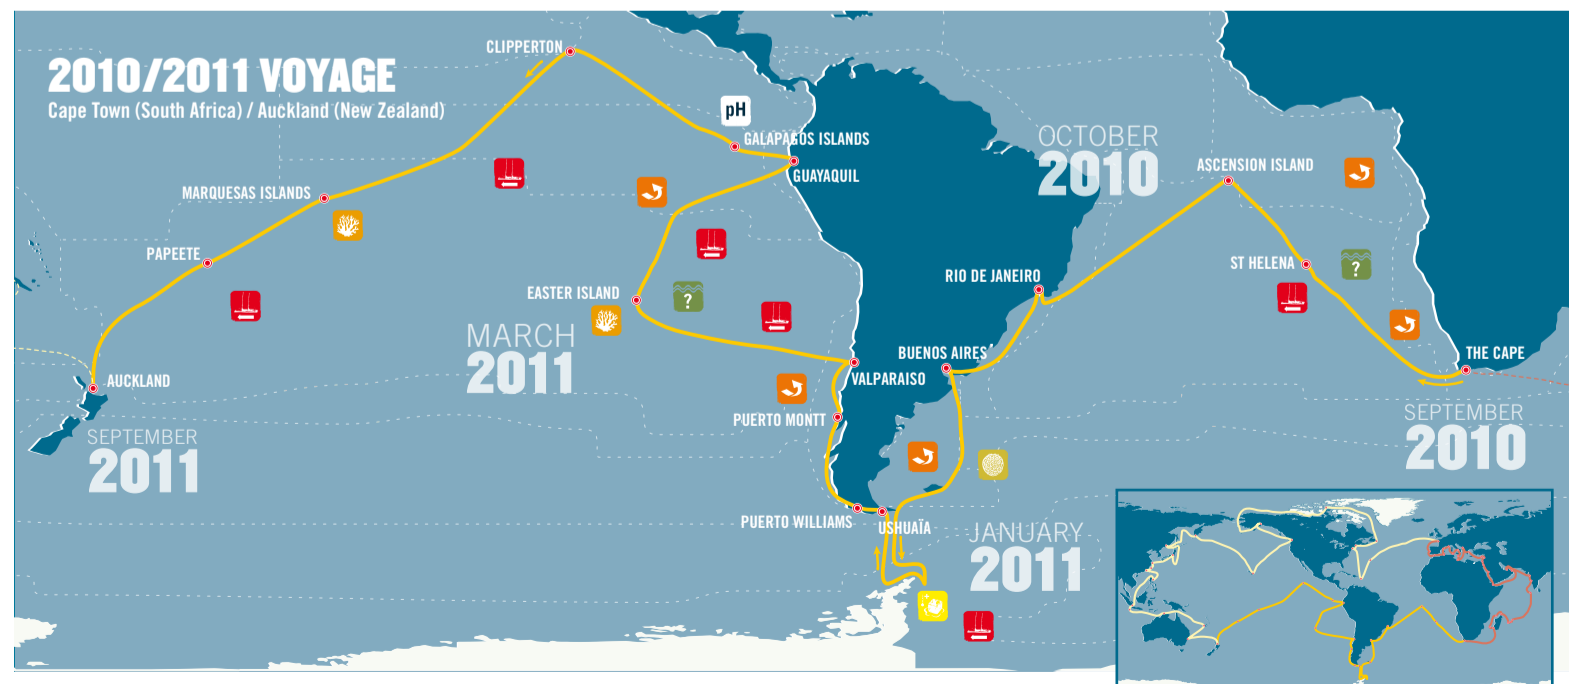 2010/2011 VOYAGE
Cape Town (South Africa) / Auckland (New Zealand)
CLIPPERTON
pH
GALAPAGOS ISLANDS
GUAYAQUIL
OCTOBER
2010
ASCENSION ISLAND
MARQUESAS ISLANDS
PAPEETE
ST HELENA
?
RIO DE JANEIRO
EASTER ISLAND
?
MARCH
2011
BUENOS AIRES
THE CAPE
VALPARAISO
AUCKLAND
PUERTO MONTT
SEPTEMBER
2010
SEPTEMBER
2011
PUERTO WILLIAMS
USHUAÏA
JANUARY
2011